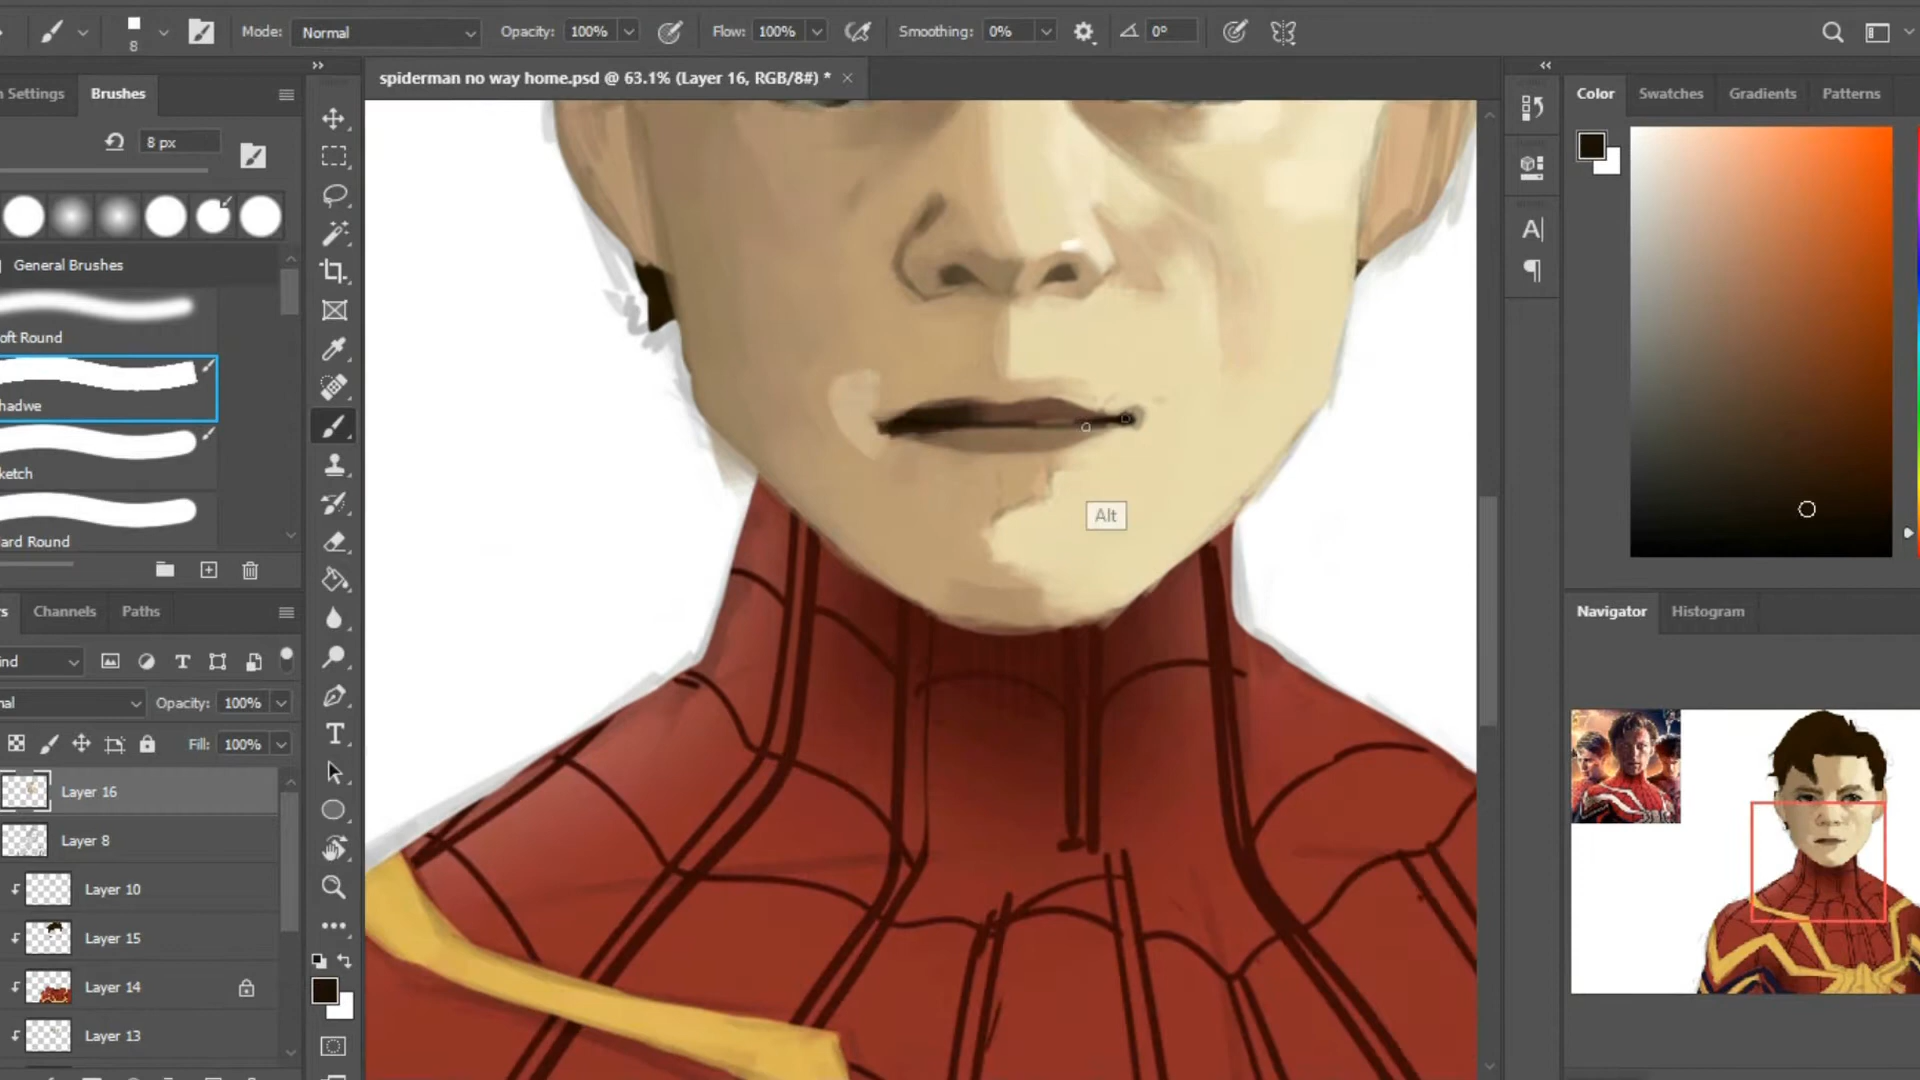 8
Mode: Normal
Opacity: 100%
Flow: 100%
Smoothing: 0%
0°
spiderman no way home.psd @ 63.1% (Layer 16, RGB/8#) *
Settings
Brushes
8 px
General Brushes
oft Round
hadwe
ketch
ard Round
Channels
Paths
ind
T
nal
Opacity: 100%
Fill: 100%
Layer 16
Layer 8
Layer 10
Layer 15
Layer 14
Layer 13
T
Alt
A|
¶
Color
Swatches
Gradients
Patterns
Navigator
Histogram